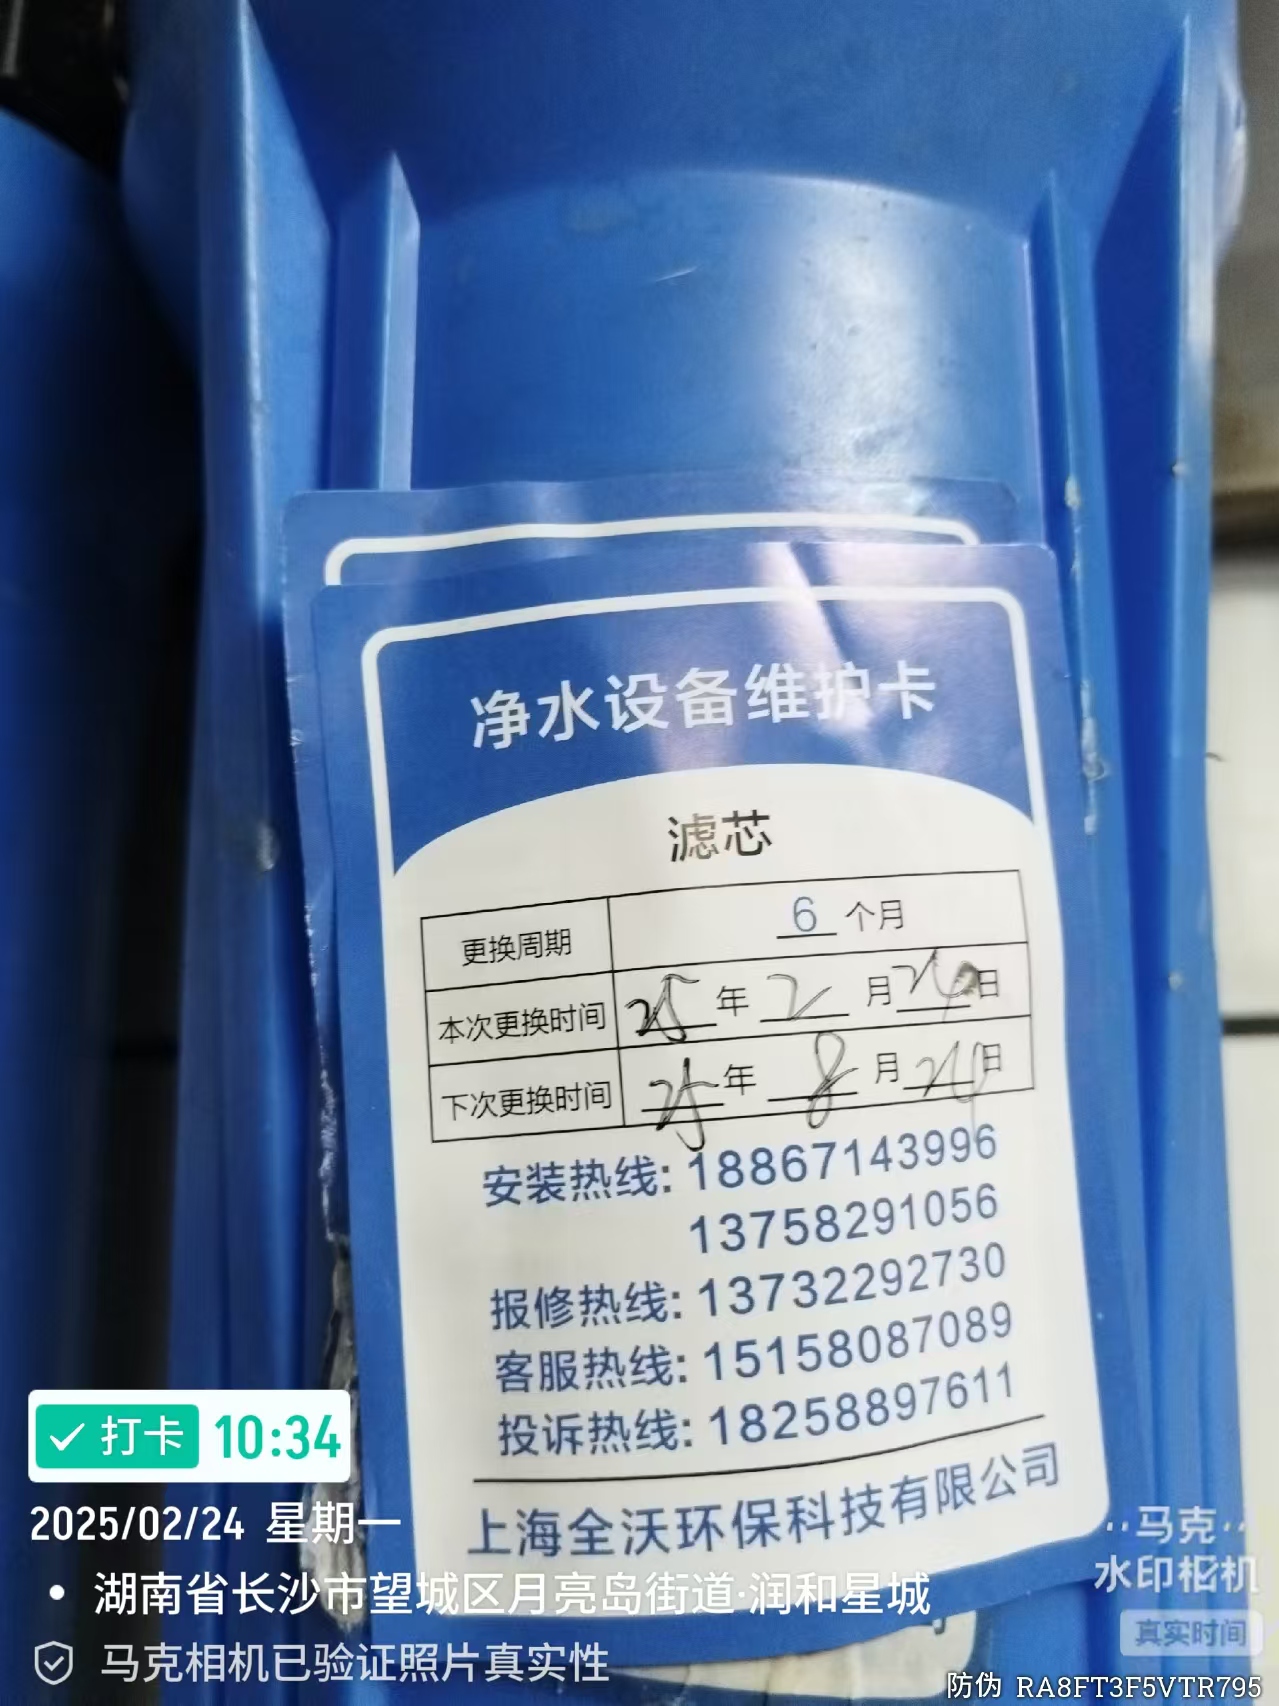 净水设备维护卡
滤芯
更换周期 6 个月
本次更换时间 25 年 2 月 24 日
下次更换时间 25 年 8 月 24 日
安装热线: 18867143996
13758291056
报修热线: 13732292730
客服热线: 15158087089
投诉热线: 18258897611
上海全沃环保科技有限公司
司
打卡 10:34
2025/02/24 星期一
湖南省长沙市望城区月亮岛街道·润和星城
马克相机已验证照片真实性
马克
水印相机
真实时间
防伪 RA8FT3F5VTR795